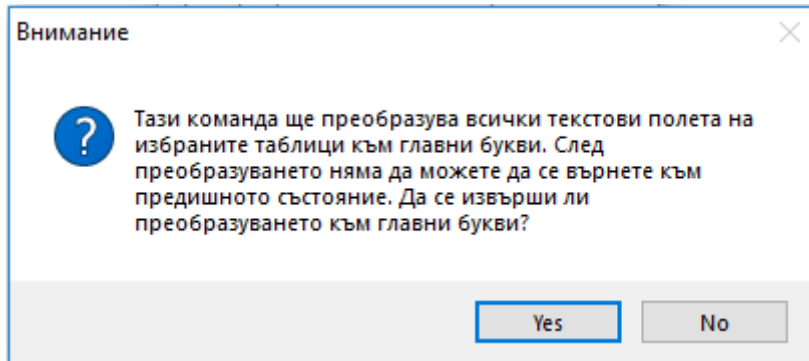 Внимание
Тази команда ще преобразува всички текстови полета на
избраните таблици към главни букви. След
преобразуването няма да можете да се върнете към
предишното състояние. Да се извърши ли
преобразуването към главни букви?
Yes
No